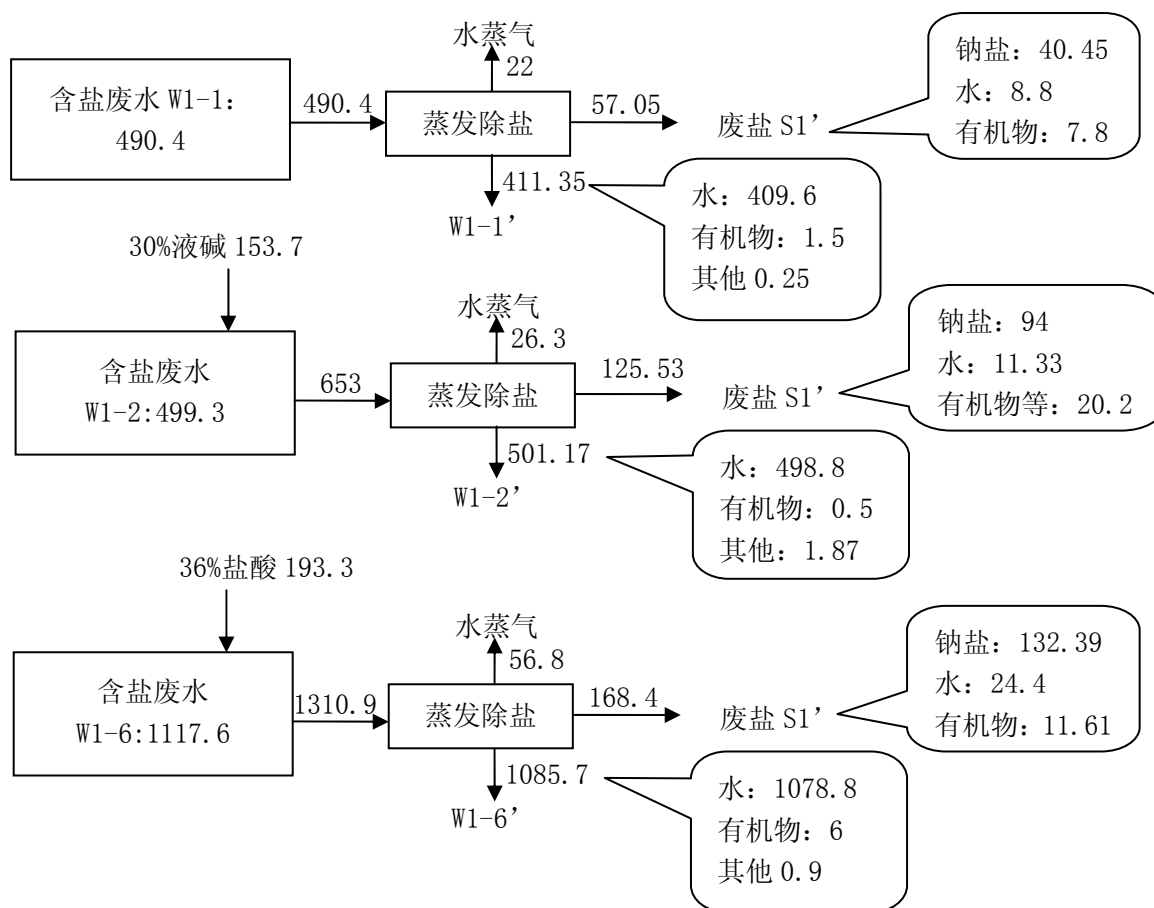 水蒸气
22
含盐废水 W1-1：
490.4
490.4
蒸发除盐
57.05
废盐 S1’
钠盐：40.45
水：8.8
有机物：7.8
411.35
W1-1’
水：409.6
有机物：1.5
其他 0.25
30%液碱 153.7
水蒸气
26.3
含盐废水
W1-2:499.3
653
蒸发除盐
125.53
废盐 S1’
钠盐：94
水：11.33
有机物等：20.2
501.17
W1-2’
水：498.8
有机物：0.5
其他：1.87
36%盐酸 193.3
水蒸气
56.8
含盐废水
W1-6:1117.6
1310.9
蒸发除盐
168.4
废盐 S1’
钠盐：132.39
水：24.4
有机物：11.61
1085.7
W1-6’
水：1078.8
有机物：6
其他 0.9